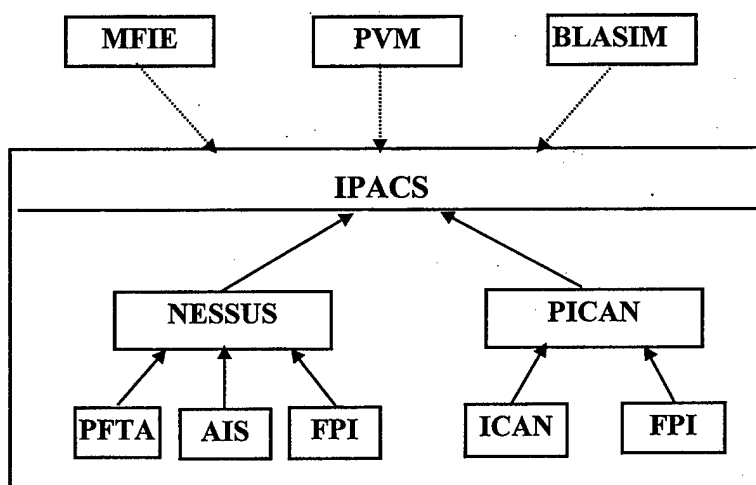 MFIE PVM BLASIM
IPACS
NESSUS PICAN
PFTA AIS FPI ICAN FPI